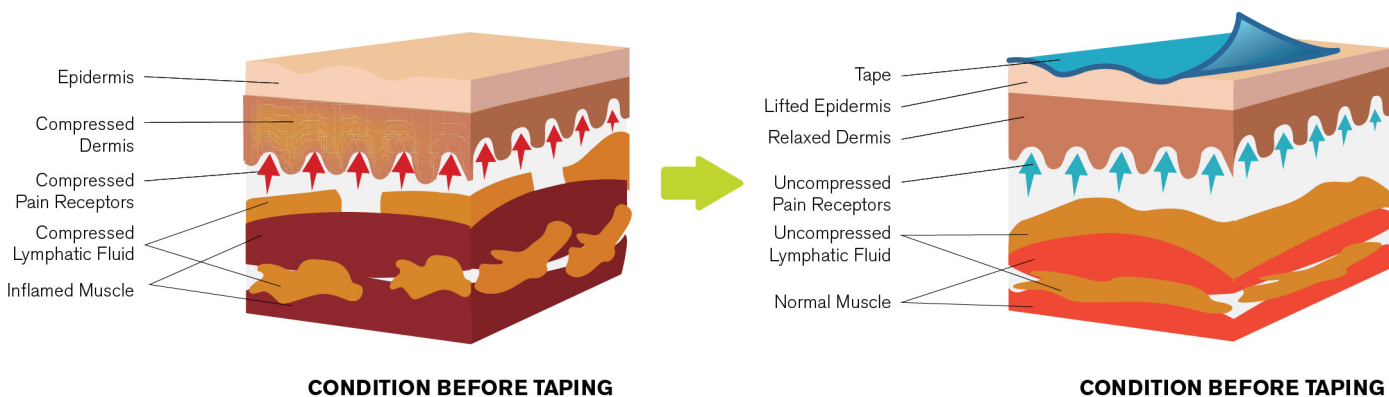 Epidermis
Compressed
Dermis
Compressed
Pain Receptors
Compressed
Lymphatic Fluid
Inflamed Muscle
CONDITION BEFORE TAPING
Tape
Lifted Epidermis
Relaxed Dermis
Uncompressed
Pain Receptors
Uncompressed
Lymphatic Fluid
Normal Muscle
CONDITION BEFORE TAPING